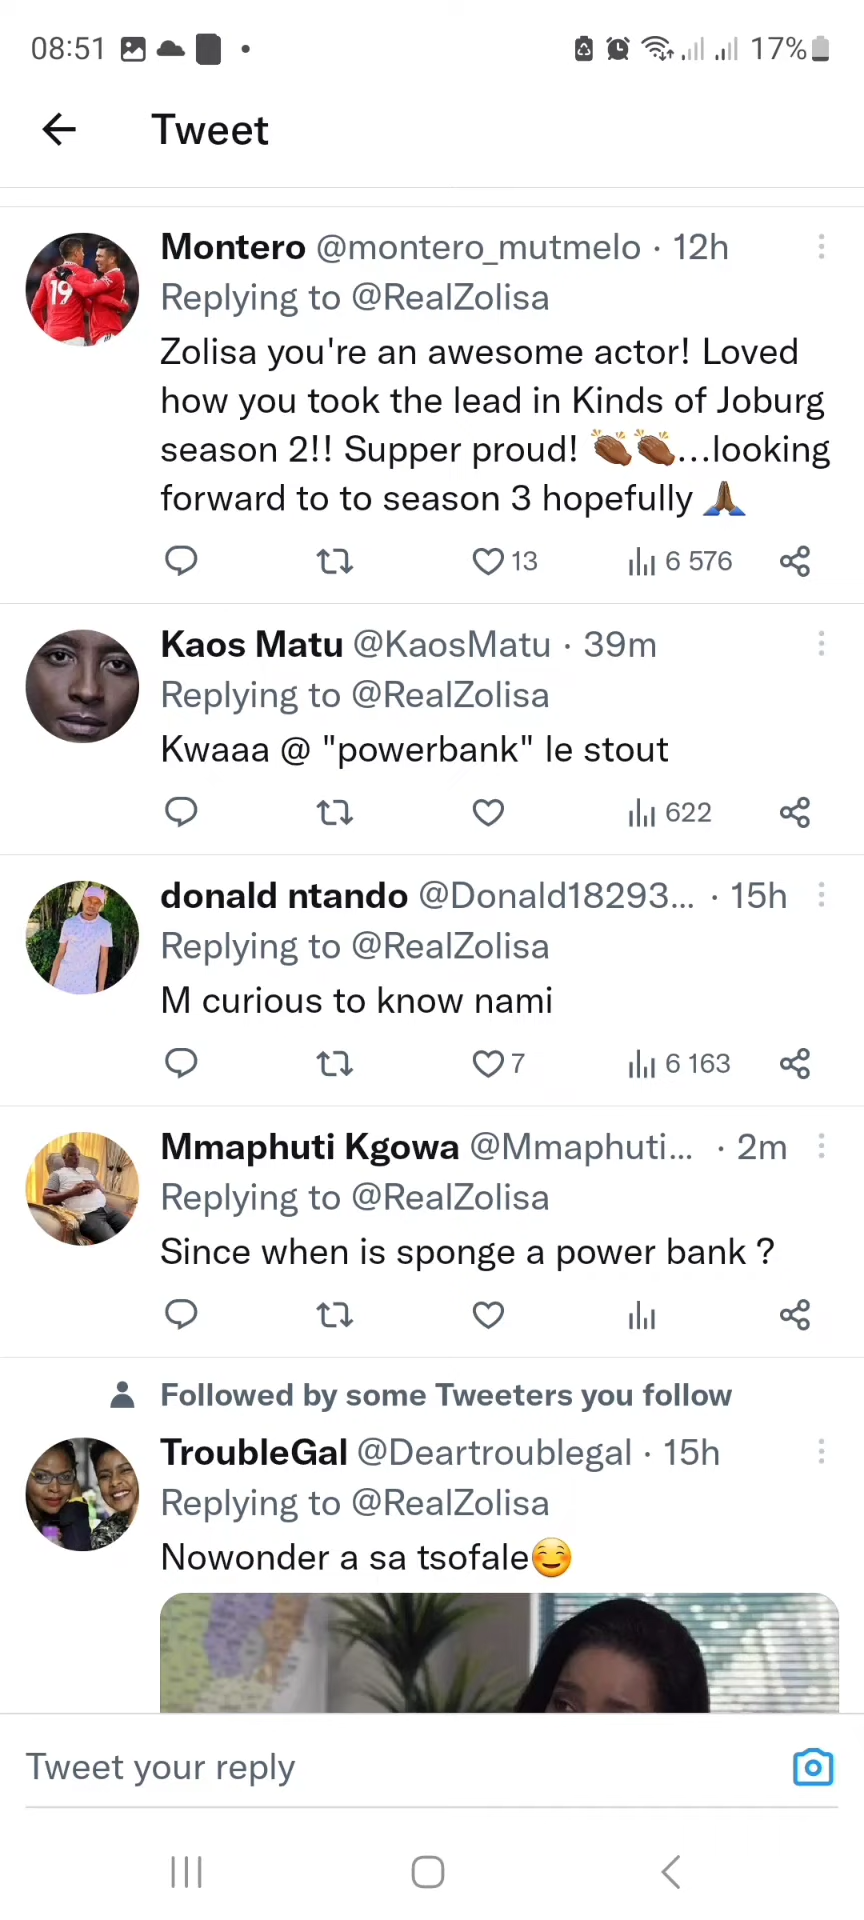 08:51
17%
Tweet
Montero @montero_mutmelo · 12h
Replying to @RealZolisa
Zolisa you're an awesome actor! Loved
how you took the lead in Kinds of Joburg
season 2!! Supper proud! 👏🏾👏🏾...looking
forward to to season 3 hopefully 🙏🏾
13 6 576
Kaos Matu @KaosMatu · 39m
Replying to @RealZolisa
Kwaaa @ "powerbank" le stout
622
donald ntando @Donald18293... · 15h
Replying to @RealZolisa
M curious to know nami
7 6 163
Mmaphuti Kgowa @Mmaphuti... · 2m
Replying to @RealZolisa
Since when is sponge a power bank ?
Followed by some Tweeters you follow
TroubleGal @Deartroublegal · 15h
Replying to @RealZolisa
Nowonder a sa tsofale😊
Tweet your reply